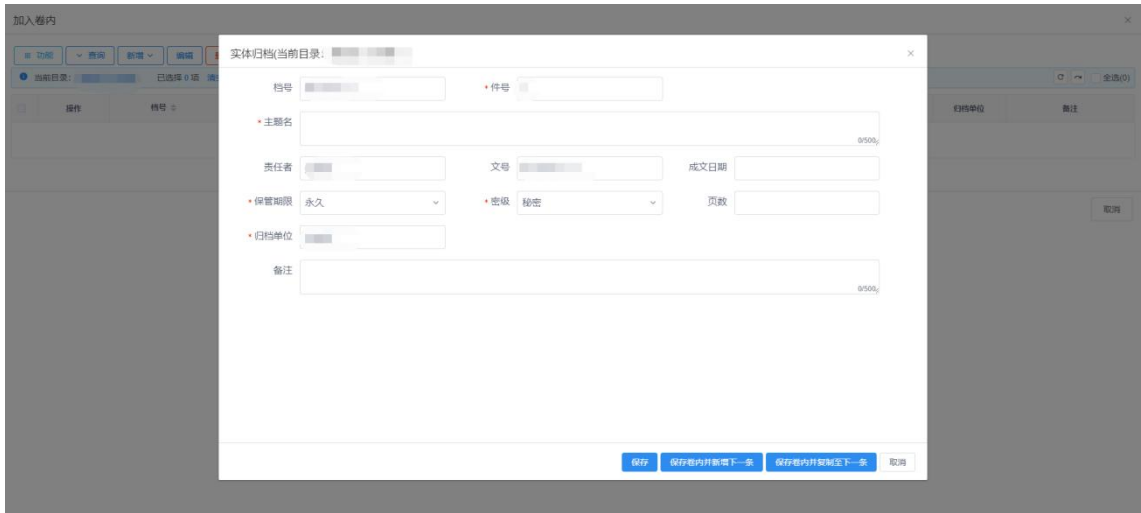 加入卷内
功能 查询 新增 编辑
当前目录: 已选择 0 项
全选(0)
操作 档号 归档单位 备注
取消
实体归档(当前目录:
档号 * 件号
* 主题名
0/500
责任者 文号 成文日期
* 保管期限 永久 * 密级 秘密 页数
* 归档单位
备注
0/500
保存 保存卷内并新增下一条 保存卷内并复制至下一条 取消